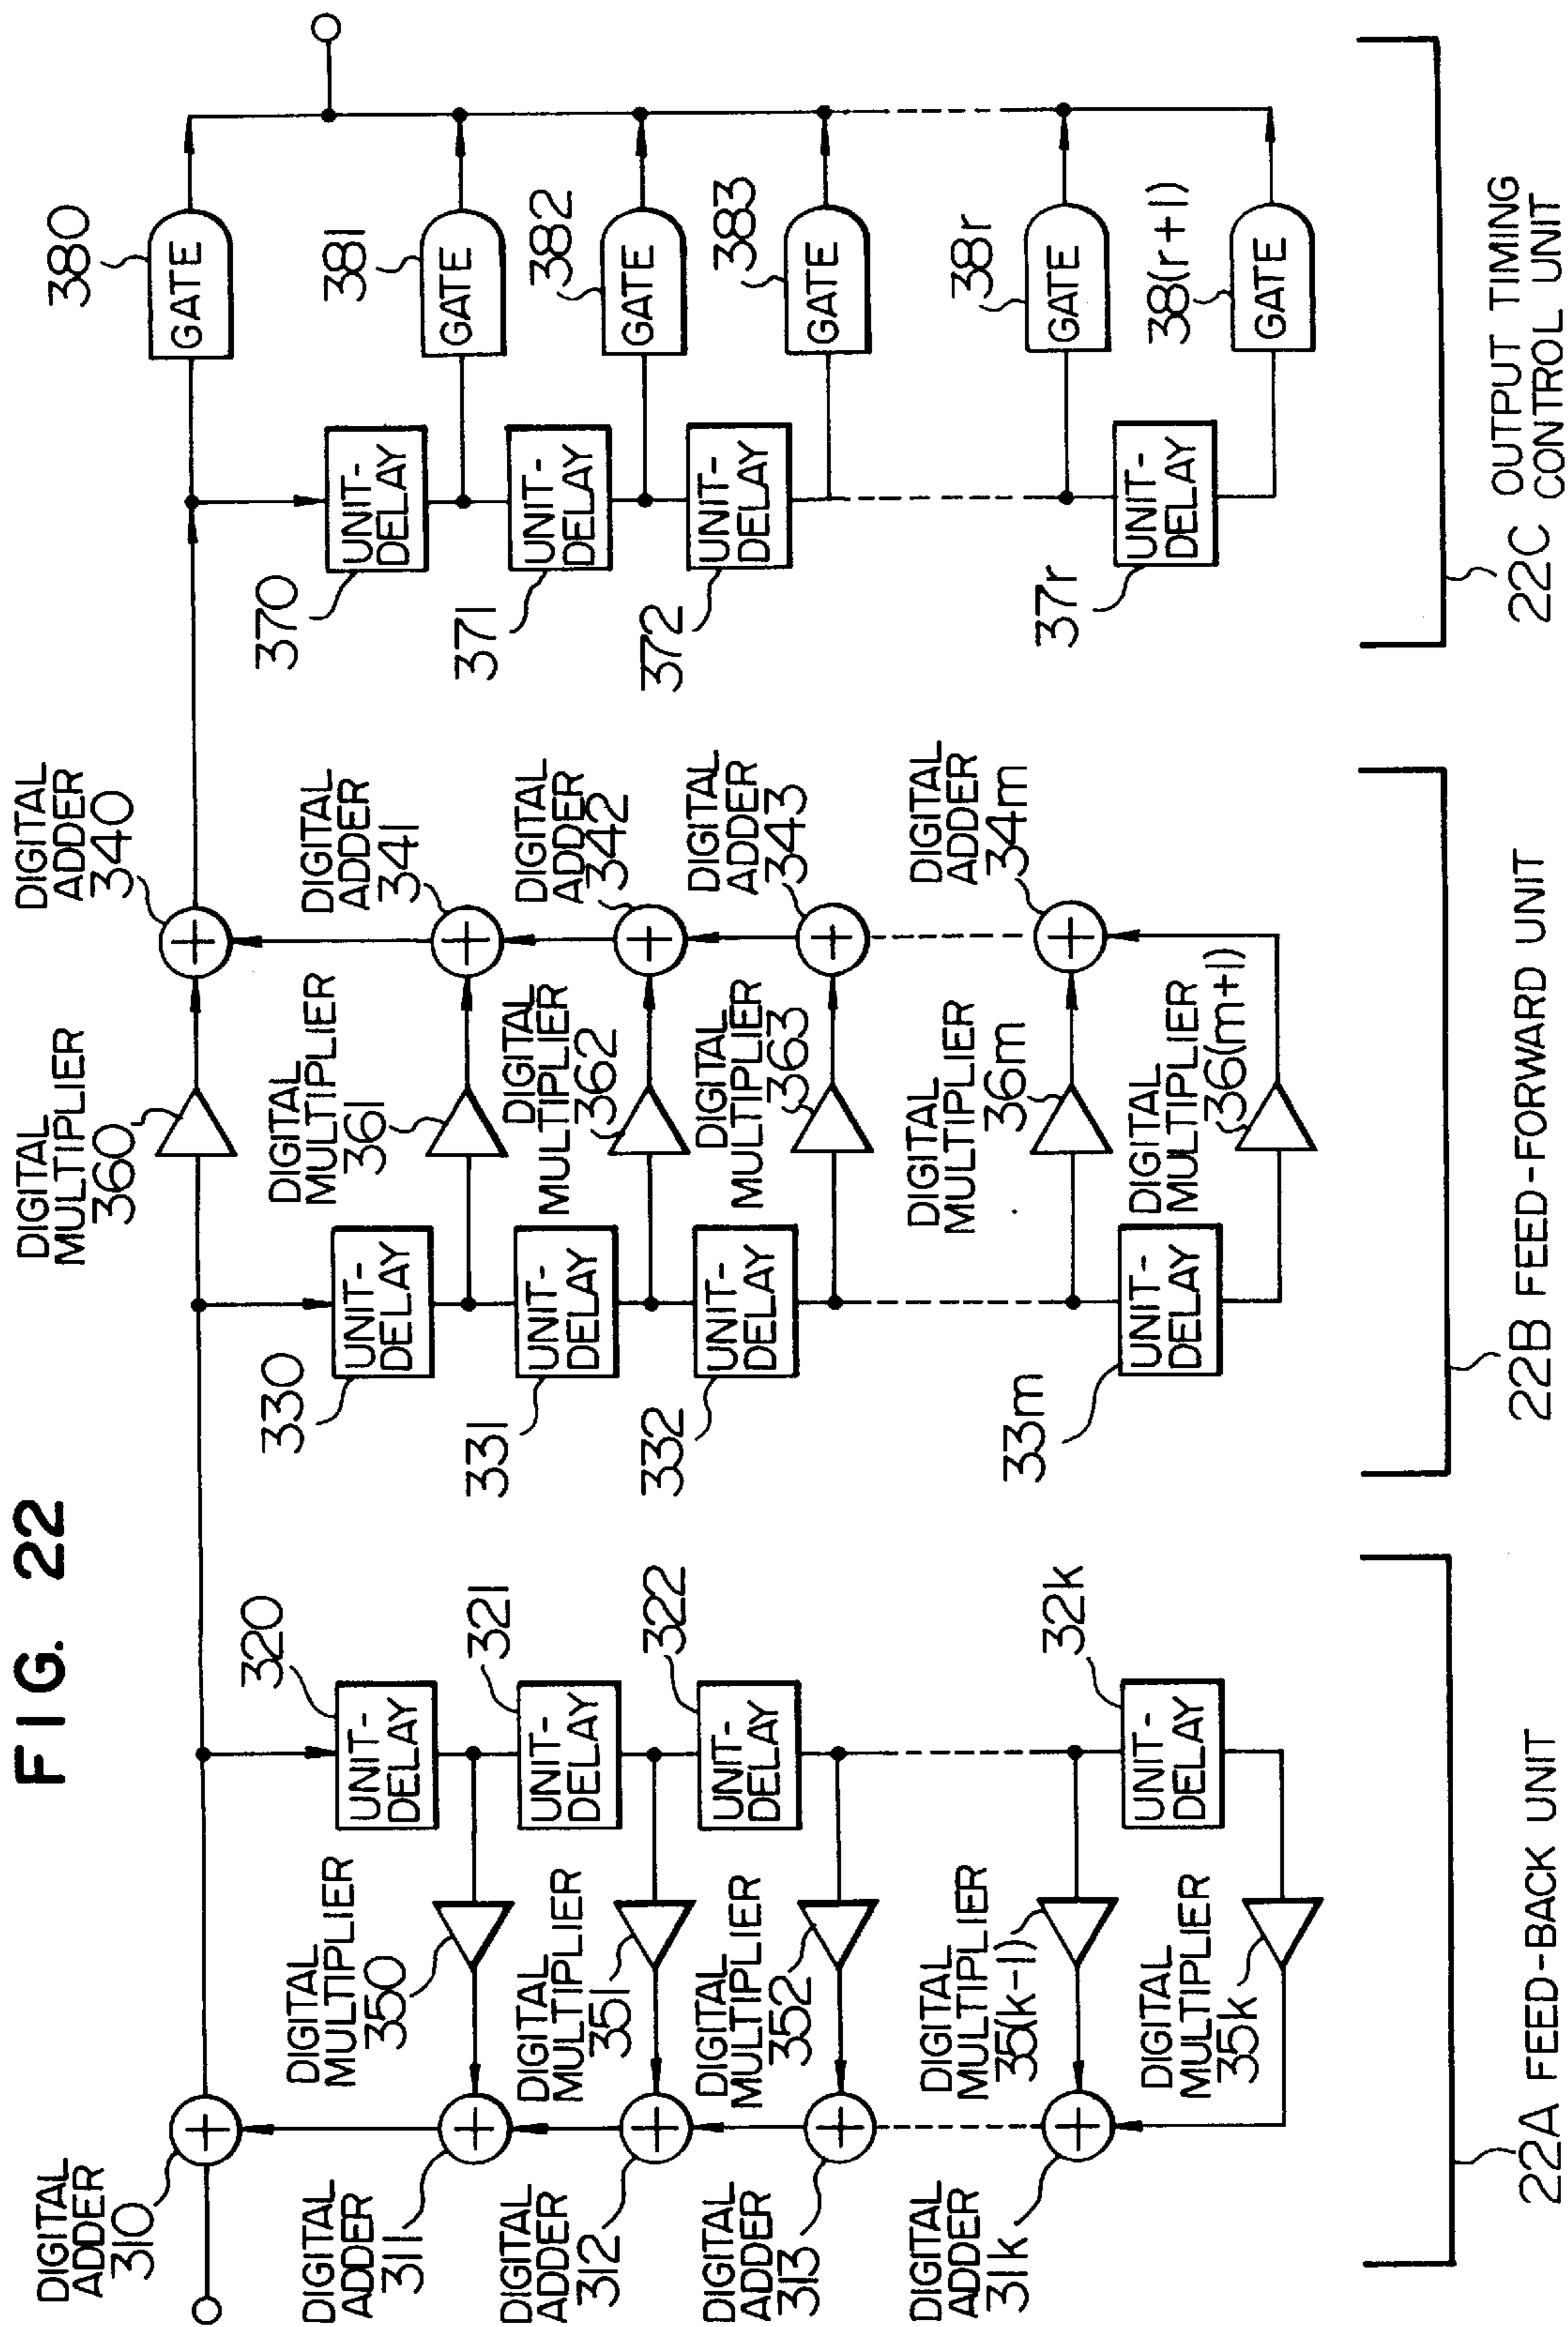 FIG. 22
DIGITAL
ADDER
310
DIGITAL
ADDER
311
DIGITAL
ADDER
312
DIGITAL
ADDER
313
DIGITAL
ADDER
31k
DIGITAL
MULTIPLIER
350
DIGITAL
MULTIPLIER
351
DIGITAL
MULTIPLIER
352
DIGITAL
MULTIPLIER
35(k-1)
DIGITAL
MULTIPLIER
35k
320
UNIT-
DELAY
321
UNIT-
DELAY
322
UNIT-
DELAY
32k
UNIT-
DELAY
22A FEED-BACK UNIT
330
UNIT-
DELAY
331
UNIT-
DELAY
332
UNIT-
DELAY
33m
UNIT-
DELAY
DIGITAL
MULTIPLIER
360
DIGITAL
MULTIPLIER
361
DIGITAL
MULTIPLIER
362
DIGITAL
MULTIPLIER
363
DIGITAL
MULTIPLIER
36m
DIGITAL
MULTIPLIER
36(m+1)
DIGITAL
ADDER
340
DIGITAL
ADDER
341
DIGITAL
ADDER
342
DIGITAL
ADDER
343
DIGITAL
ADDER
34m
22B FEED-FORWARD UNIT
370
UNIT-
DELAY
371
UNIT-
DELAY
372
UNIT-
DELAY
37r
UNIT-
DELAY
380
GATE
381
GATE
382
GATE
383
GATE
38r
GATE
38(r+1)
GATE
22C OUTPUT TIMING
CONTROL UNIT